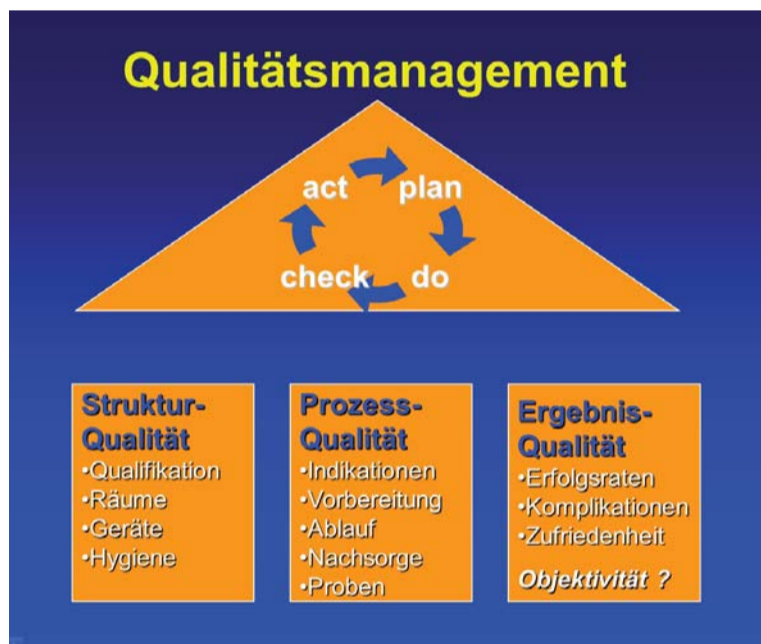 Qualitätsmanagement
act plan
check do
Struktur-
Qualität
•Qualifikation
•Räume
•Geräte
•Hygiene
Prozess-
Qualität
•Indikationen
•Vorbereitung
•Ablauf
•Nachsorge
•Proben
Ergebnis-
Qualität
•Erfolgsraten
•Komplikationen
•Zufriedenheit
Objektivität ?